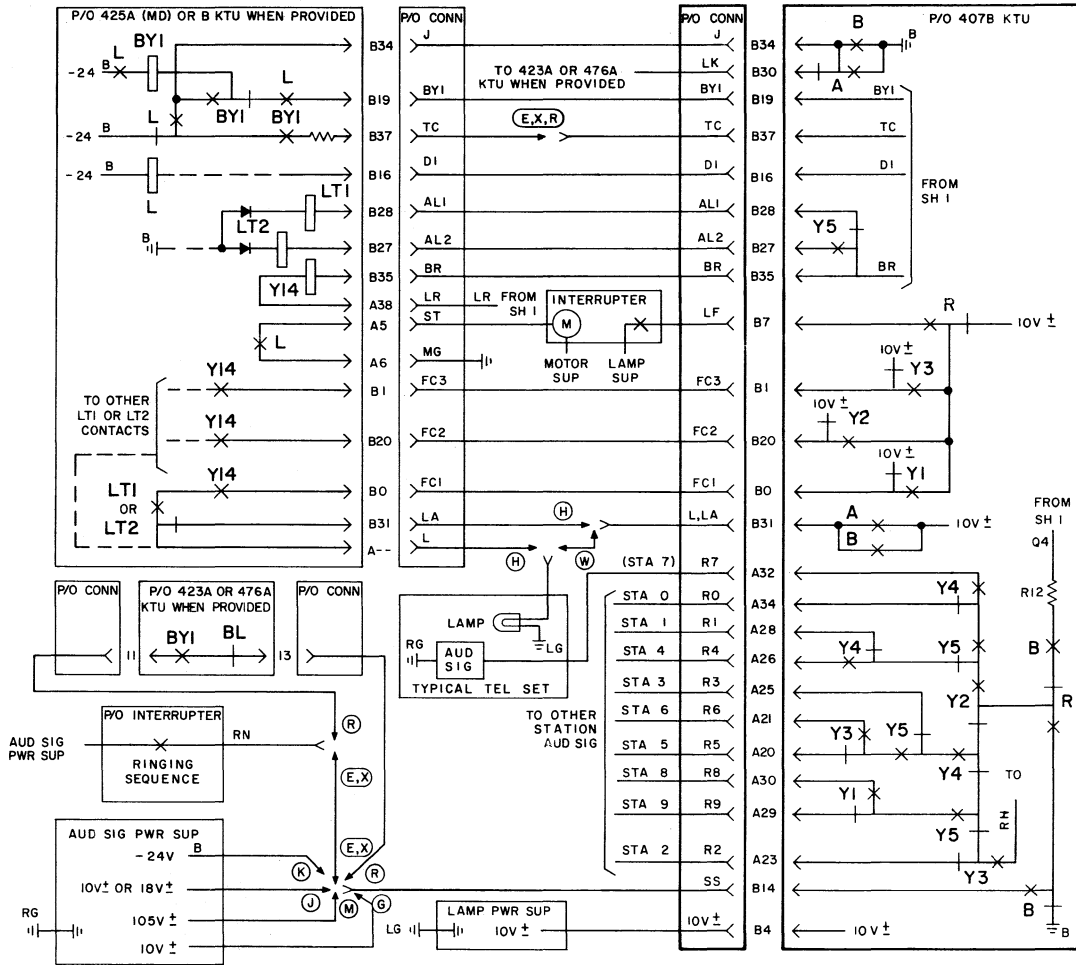 P/O 425A (MD) OR B KTU WHEN PROVIDED
P/O CONN
P/O CONN
P/O 407B KTU
-24 B
L
BY1
L
BY1
L
BY1
-24 B
-24 B
L
LT1
LT2
B
Y14
L
Y14
TO OTHER
LT1 OR LT2
CONTACTS
Y14
Y14
LT1
OR
LT2
B34
B19
B37
B16
B28
B27
B35
A38
A5
A6
B1
B20
B0
B31
A--
J
BY1
TC
D1
AL1
AL2
BR
LR
ST
MG
FC3
FC2
FC1
LA
L
TO 423A OR 476A
KTU WHEN PROVIDED
E,X,R
LR FROM
SH 1
INTERRUPTER
M
MOTOR
SUP
LAMP
SUP
H
H
W
J
LK
BY1
TC
D1
AL1
AL2
BR
LF
FC3
FC2
FC1
L,LA
(STA 7) R7
STA 0 R0
STA 1 R1
STA 4 R4
STA 3 R3
STA 6 R6
STA 5 R5
STA 8 R8
STA 9 R9
STA 2 R2
SS
10V ±
TO OTHER
STATION
AUD SIG
B34
B30
B19
B37
B16
B28
B27
B35
B7
B1
B20
B0
B31
A32
A34
A28
A26
A25
A21
A20
A30
A29
A23
B14
B4
B
B
A
BY1
TC
D1
FROM
SH 1
Y5
BR
R
10V ±
10V ±
Y3
10V ±
Y2
10V ±
Y1
A
10V ±
B
FROM
SH 1
Q4
R12
Y4
Y4
Y5
B
Y2
R
Y3
Y5
Y4
TO
RH
Y1
Y5
Y3
B
B
10V ±
P/O CONN
P/O 423A OR 476A
KTU WHEN PROVIDED
P/O CONN
11
BY1
BL
13
LAMP
LG
RG
AUD
SIG
TYPICAL TEL SET
P/O INTERRUPTER
AUD SIG
PWR SUP
RN
RINGING
SEQUENCE
R
E,X
E,X
R
AUD SIG PWR SUP
-24V B
10V± OR 18V±
105V ±
10V ±
RG
K
J
M
G
LAMP PWR SUP
LG
10V ±